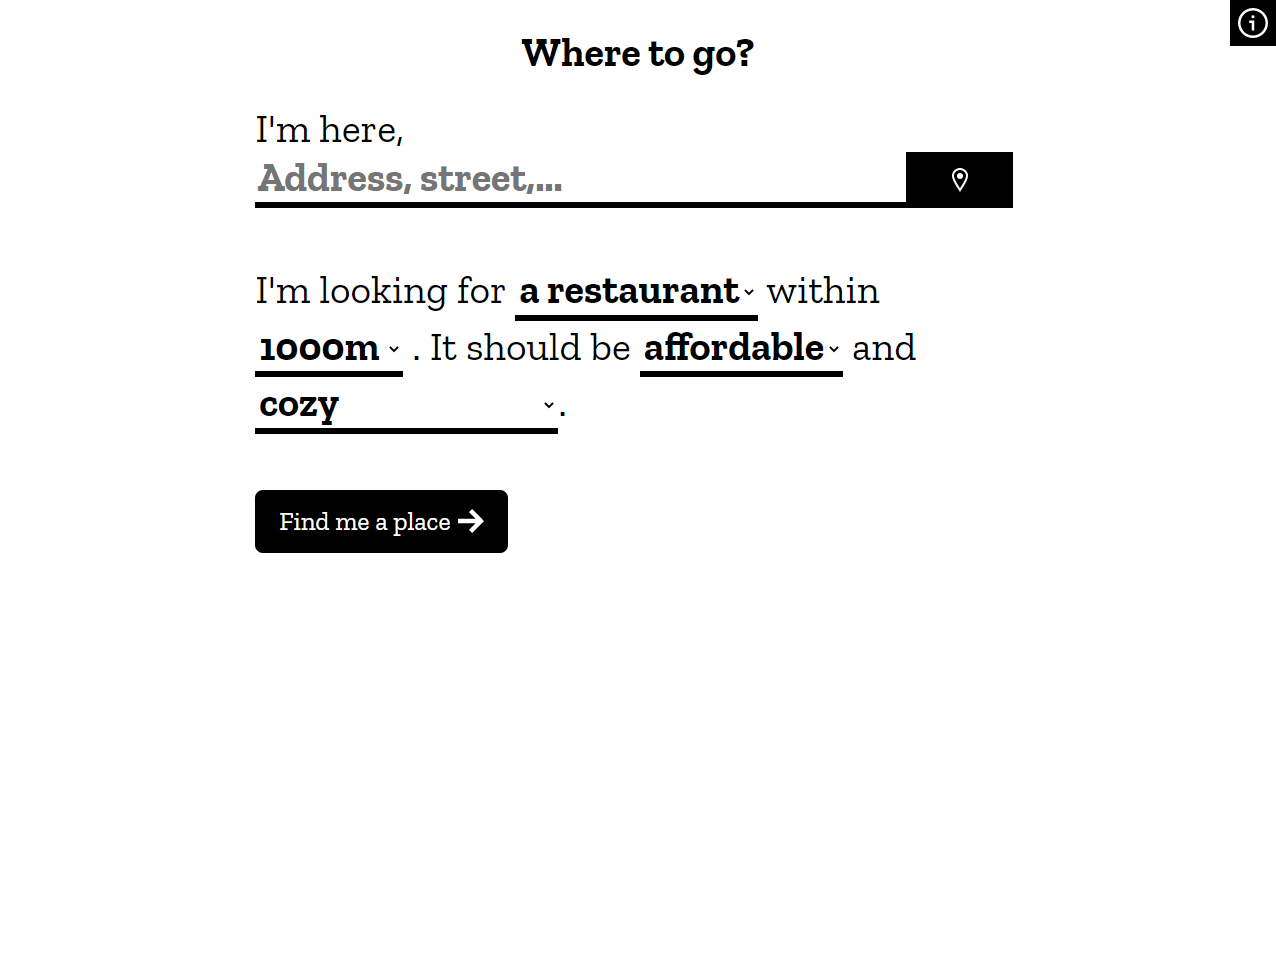 Where to go?
I'm here,
Address, street,...
I'm looking for a restaurant within
1000m . It should be affordable and
cozy .
Find me a place